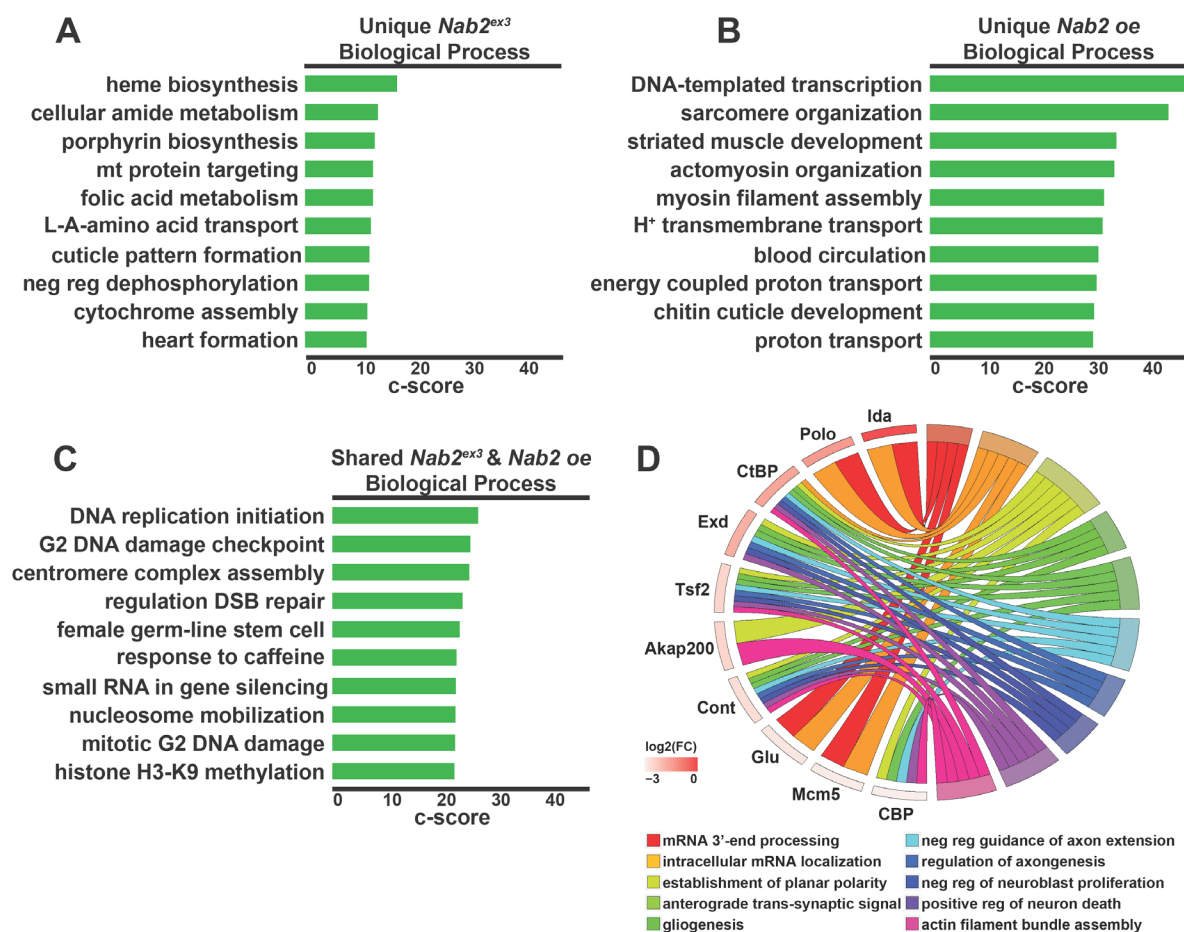 A
Unique Nab2ex3
Biological Process
heme biosynthesis
cellular amide metabolism
porphyrin biosynthesis
mt protein targeting
folic acid metabolism
L-A-amino acid transport
cuticle pattern formation
neg reg dephosphorylation
cytochrome assembly
heart formation
0 10 20 30 40
c-score
B
Unique Nab2 oe
Biological Process
DNA-templated transcription
sarcomere organization
striated muscle development
actomyosin organization
myosin filament assembly
H+ transmembrane transport
blood circulation
energy coupled proton transport
chitin cuticle development
proton transport
0 10 20 30 40
c-score
C
Shared Nab2ex3 & Nab2 oe
Biological Process
DNA replication initiation
G2 DNA damage checkpoint
centromere complex assembly
regulation DSB repair
female germ-line stem cell
response to caffeine
small RNA in gene silencing
nucleosome mobilization
mitotic G2 DNA damage
histone H3-K9 methylation
0 10 20 30 40
c-score
D
Ida
Polo
CtBP
Exd
Tsf2
Akap200
Cont
Glu
Mcm5
CBP
log2(FC)
−3 0
mRNA 3’-end processing
intracellular mRNA localization
establishment of planar polarity
anterograde trans-synaptic signal
gliogenesis
neg reg guidance of axon extension
regulation of axongenesis
neg reg of neuroblast proliferation
positive reg of neuron death
actin filament bundle assembly